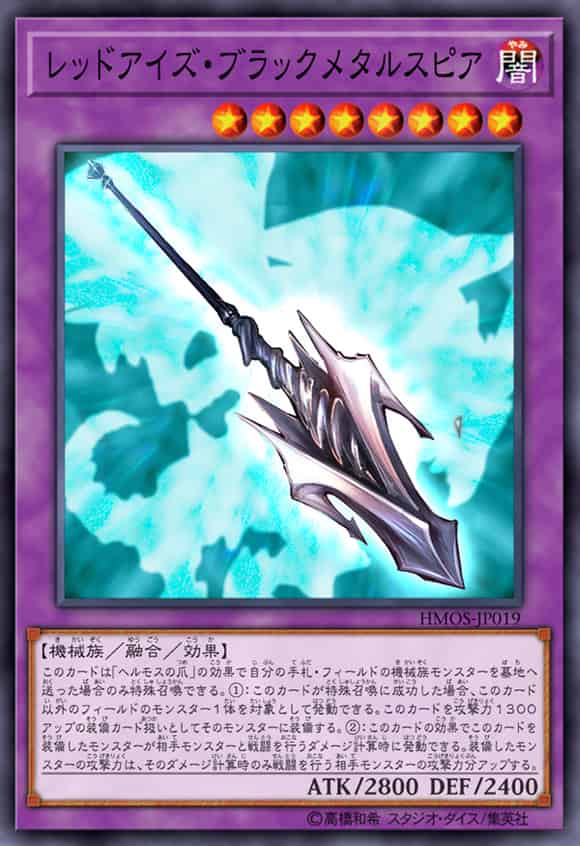 レッドアイズ・ブラックメタルスピア
闇
HMOS-JP019
【機械族／融合／効果】
このカードは「ヘルモスの爪」の効果で自分の手札・フィールドの機械族モンスターを墓地へ
送った場合のみ特殊召喚できる。①:このカードが特殊召喚に成功した場合、このカード
以外のフィールドのモンスター1体を対象として発動できる。このカードを攻撃力1300
アップの装備カード扱いとしてそのモンスターに装備する。②:このカードの効果でこのカードを
装備したモンスターが相手モンスターと戦闘を行うダメージ計算時に発動できる。装備したモン
スターの攻撃力は、そのダメージ計算時のみ戦闘を行う相手モンスターの攻撃力分アップする。
ATK/2800 DEF/2400
©高橋和希 スタジオ・ダイス/集英社